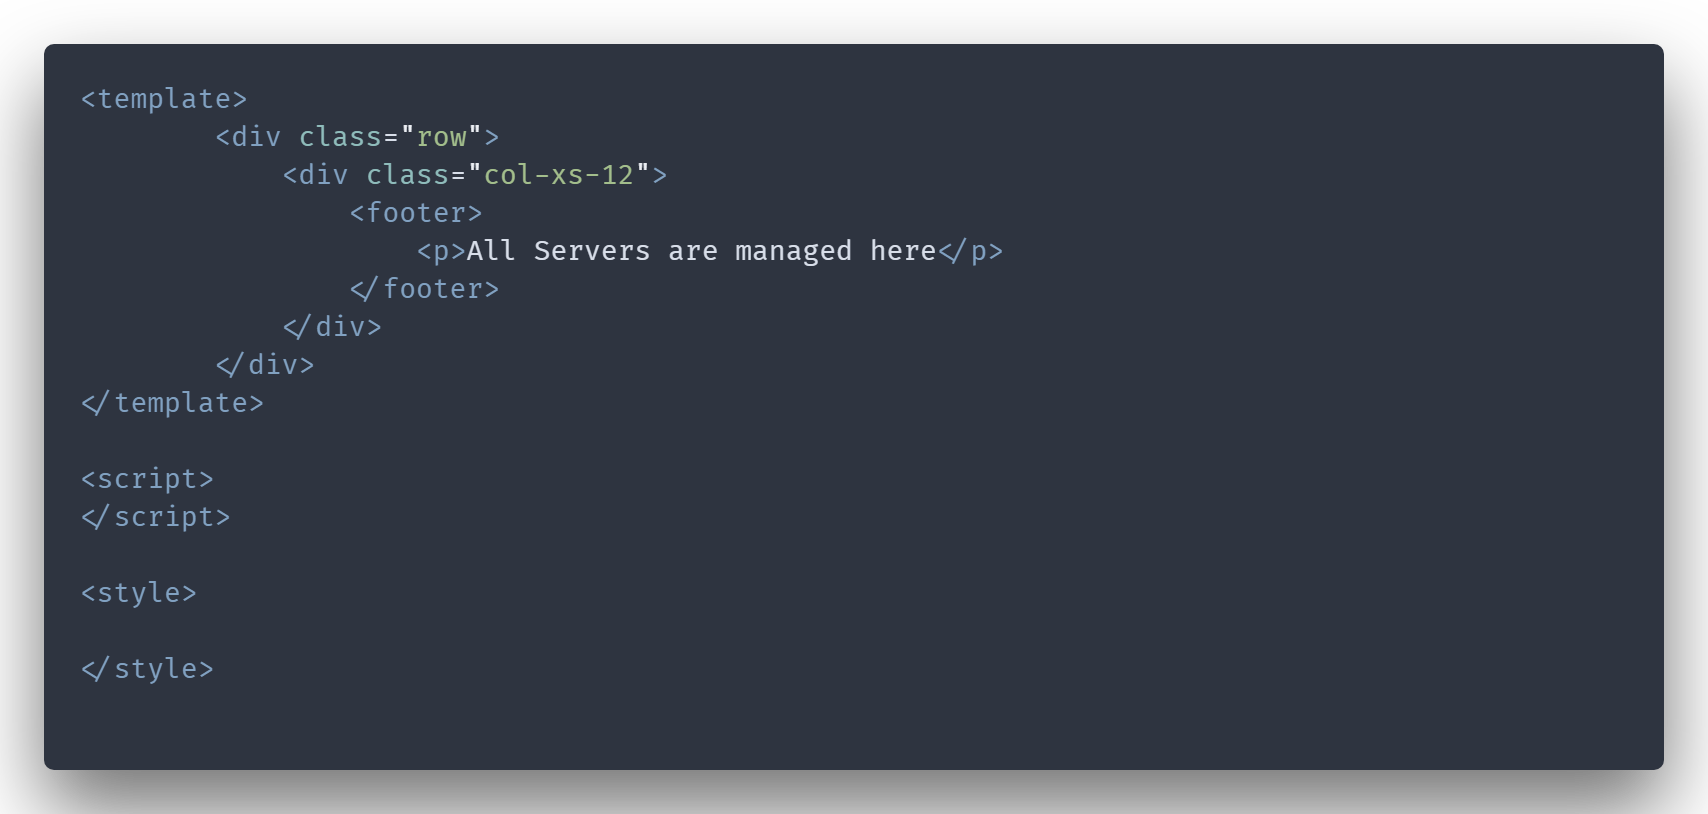 <template>
        <div class="row">
            <div class="col-xs-12">
                <footer>
                    <p>All Servers are managed here</p>
                </footer>
            </div>
        </div>
</template>

<script>
</script>

<style>

</style>